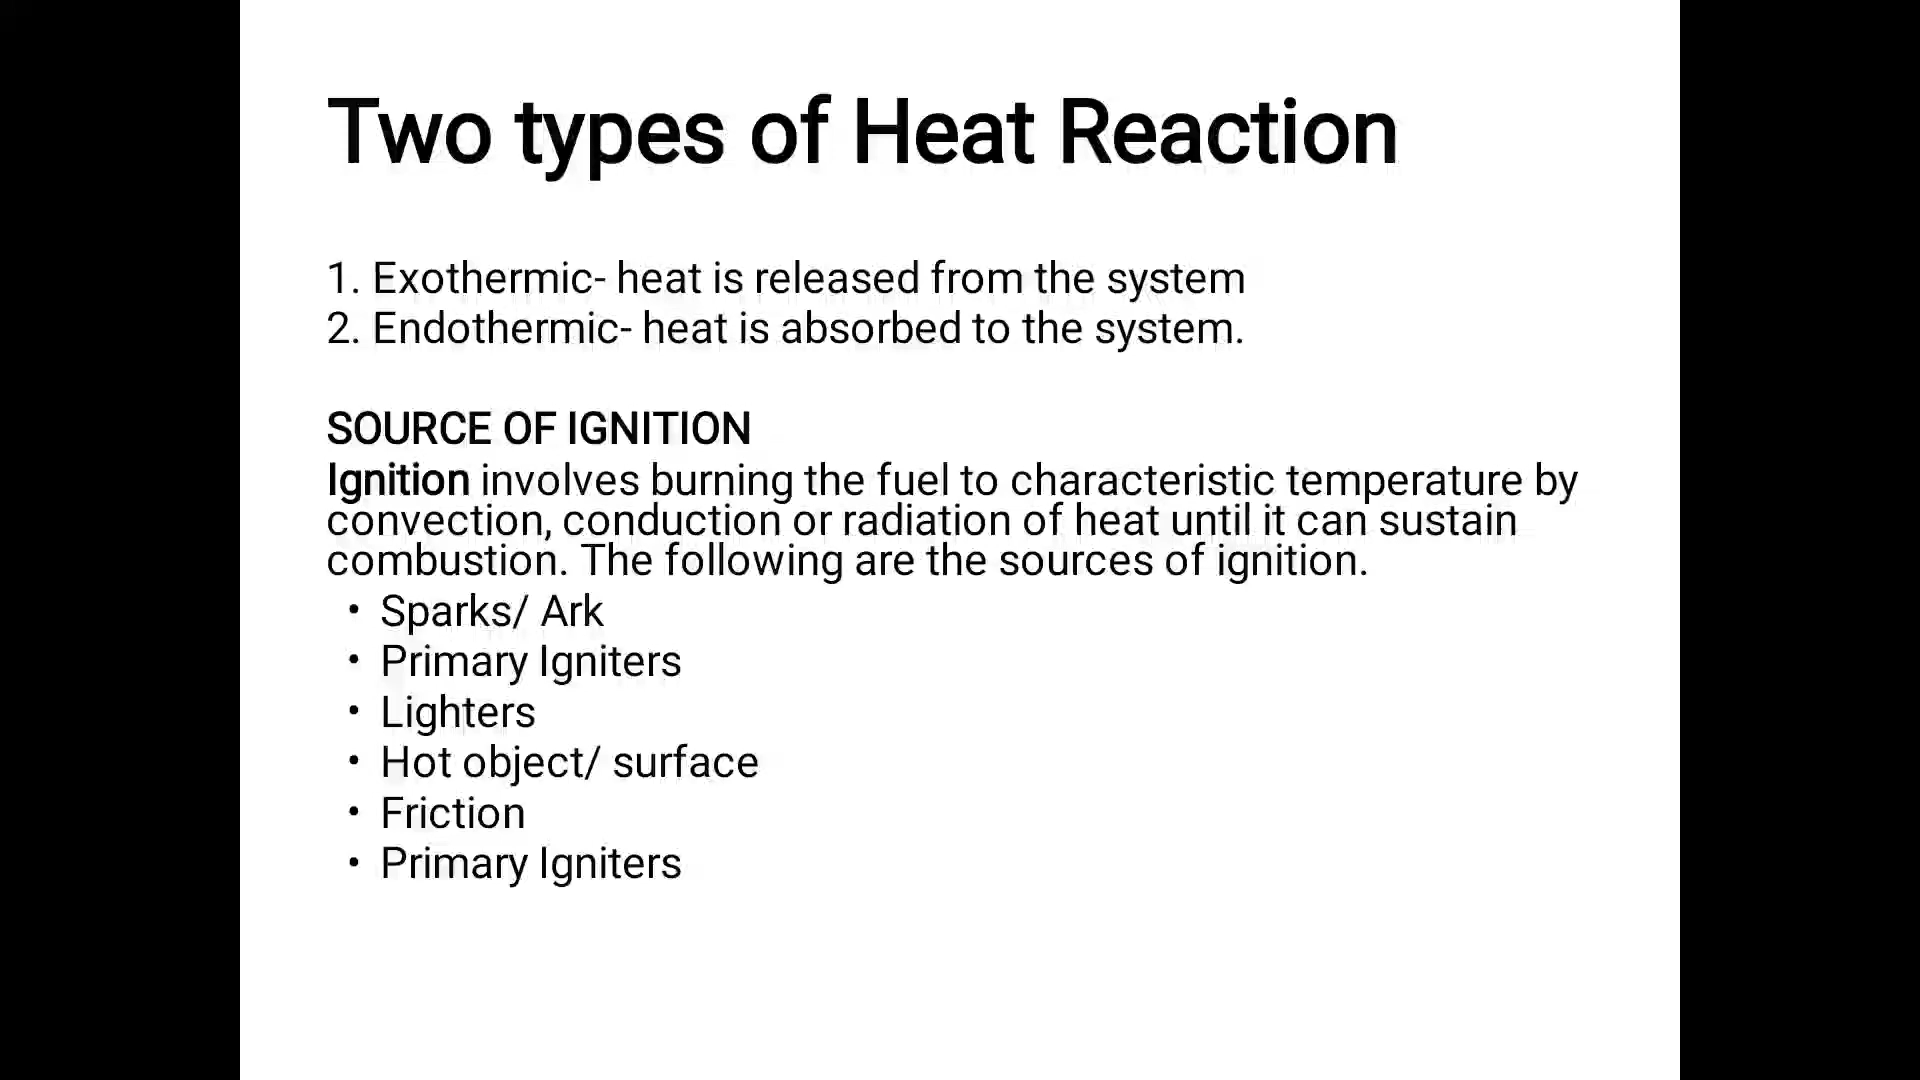 Two types of Heat Reaction
1. Exothermic- heat is released from the system
2. Endothermic- heat is absorbed to the system.
SOURCE OF IGNITION
Ignition involves burning the fuel to characteristic temperature by
convection, conduction or radiation of heat until it can sustain
combustion. The following are the sources of ignition.
• Sparks/ Ark
• Primary Igniters
• Lighters
• Hot object/ surface
• Friction
• Primary Igniters